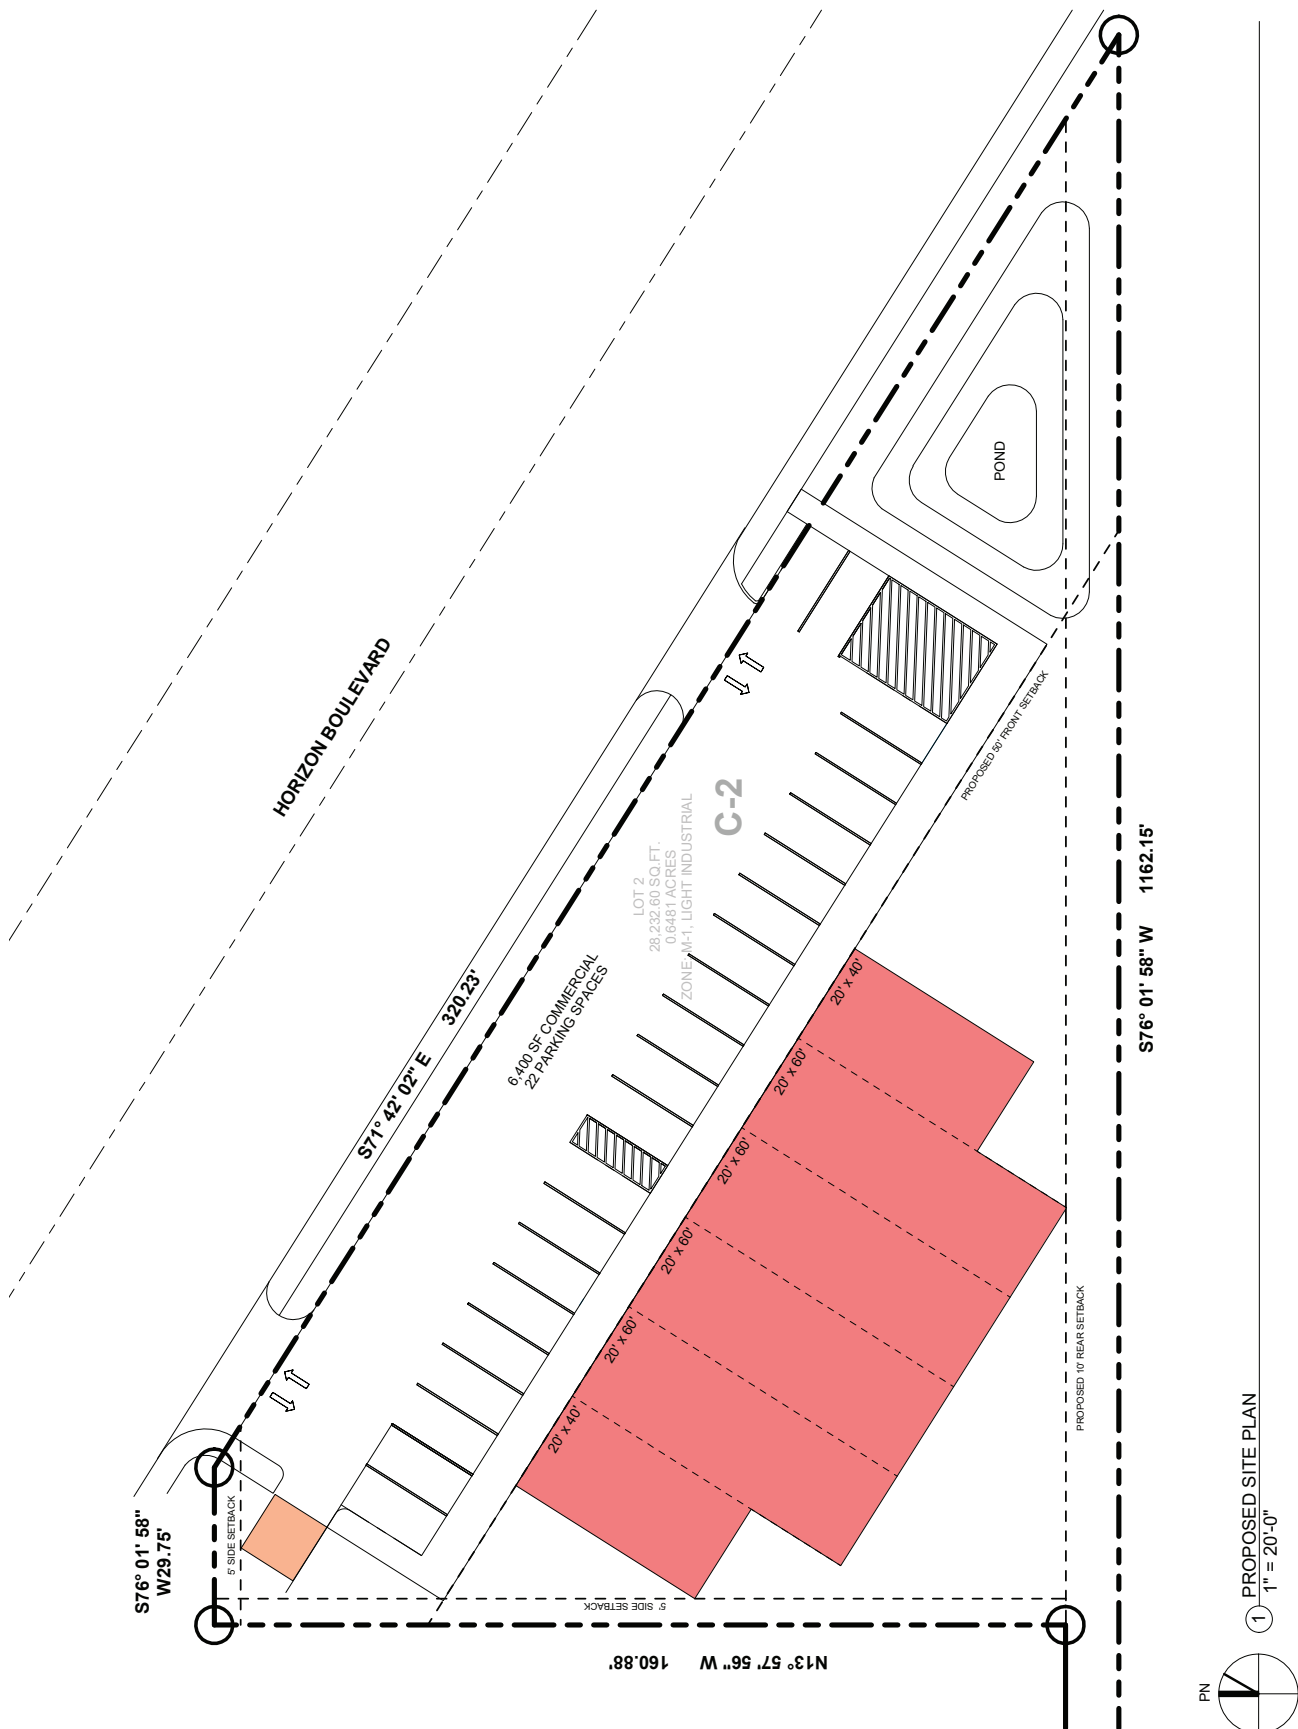 HORIZON BOULEVARD
S71° 42' 02" E 320.23'
S76° 01' 58"
W29.75'
5' SIDE SETBACK
6,400 SF COMMERCIAL
22 PARKING SPACES
LOT 2
28,232.60 SQ.FT.
0.6481 ACRES
ZONE: M-1, LIGHT INDUSTRIAL
C-2
POND
PROPOSED 50' FRONT SETBACK
20' x 40'
20' x 60'
20' x 60'
20' x 60'
20' x 60'
20' x 40'
5' SIDE SETBACK
N13° 57' 56" W 160.88'
PROPOSED 10' REAR SETBACK
S76° 01' 58" W 1162.15'
PN
1 PROPOSED SITE PLAN
1" = 20'-0"